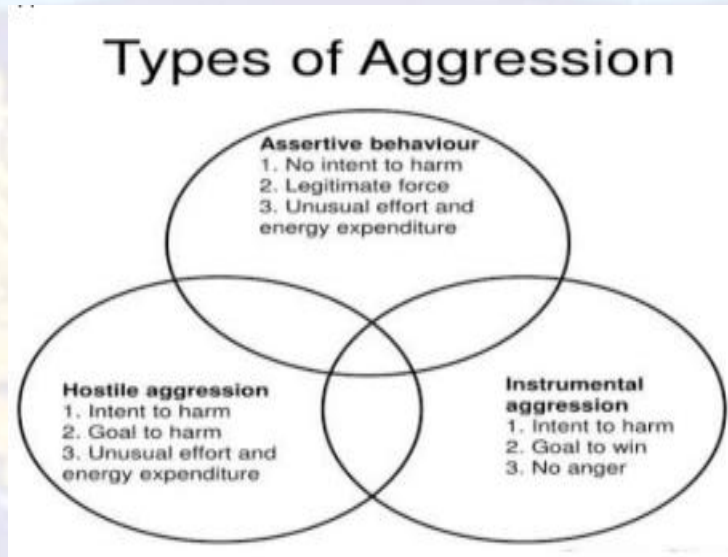 Types of Aggression
Assertive behaviour
1. No intent to harm
2. Legitimate force
3. Unusual effort and
energy expenditure
Hostile aggression
1. Intent to harm
2. Goal to harm
3. Unusual effort and
energy expenditure
Instrumental
aggression
1. Intent to harm
2. Goal to win
3. No anger